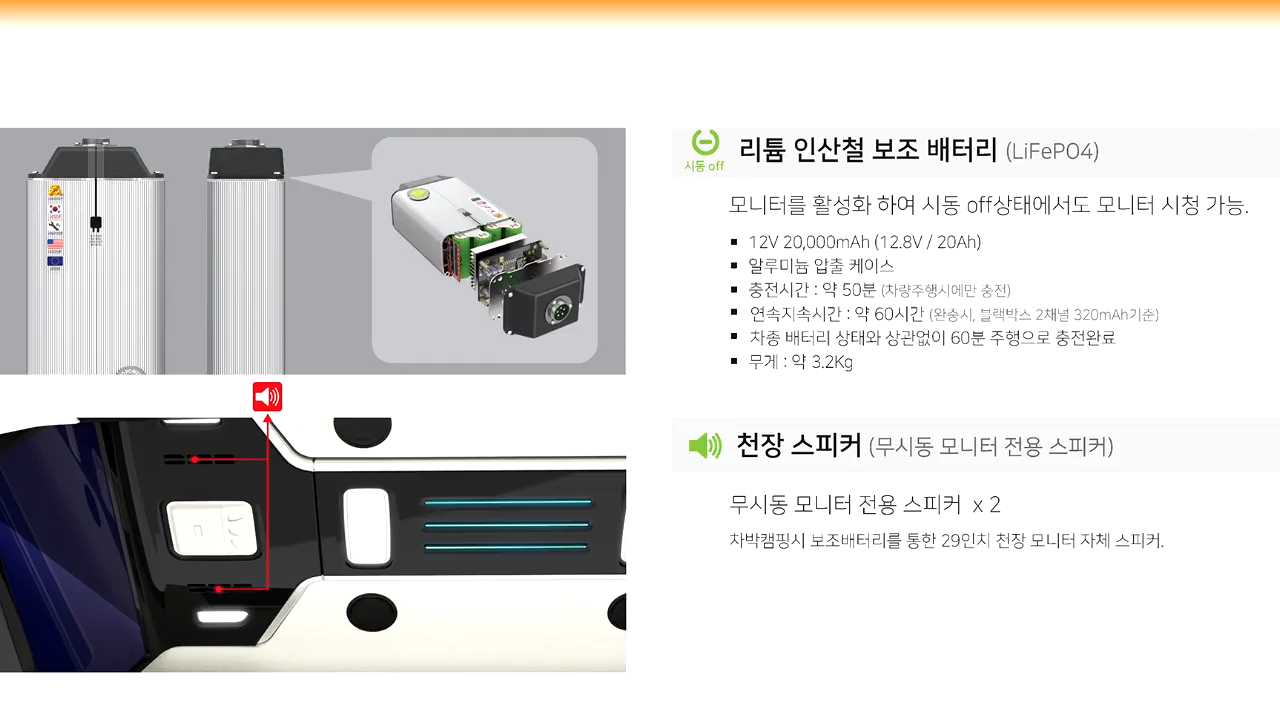 시동 off
리튬 인산철 보조 배터리 (LiFePO4)
모니터를 활성화 하여 시동 off상태에서도 모니터 시청 가능.
▪ 12V 20,000mAh (12.8V / 20Ah)
▪ 알루미늄 압출 케이스
▪ 충전시간 : 약 50분 (차량주행시에만 충전)
▪ 연속지속시간 : 약 60시간 (완충시, 블랙박스 2채널 320mAh기준)
▪ 차종 배터리 상태와 상관없이 60분 주행으로 충전완료
▪ 무게 : 약 3.2Kg
천장 스피커 (무시동 모니터 전용 스피커)
무시동 모니터 전용 스피커 x 2
차박캠핑시 보조배터리를 통한 29인치 천장 모니터 자체 스피커.